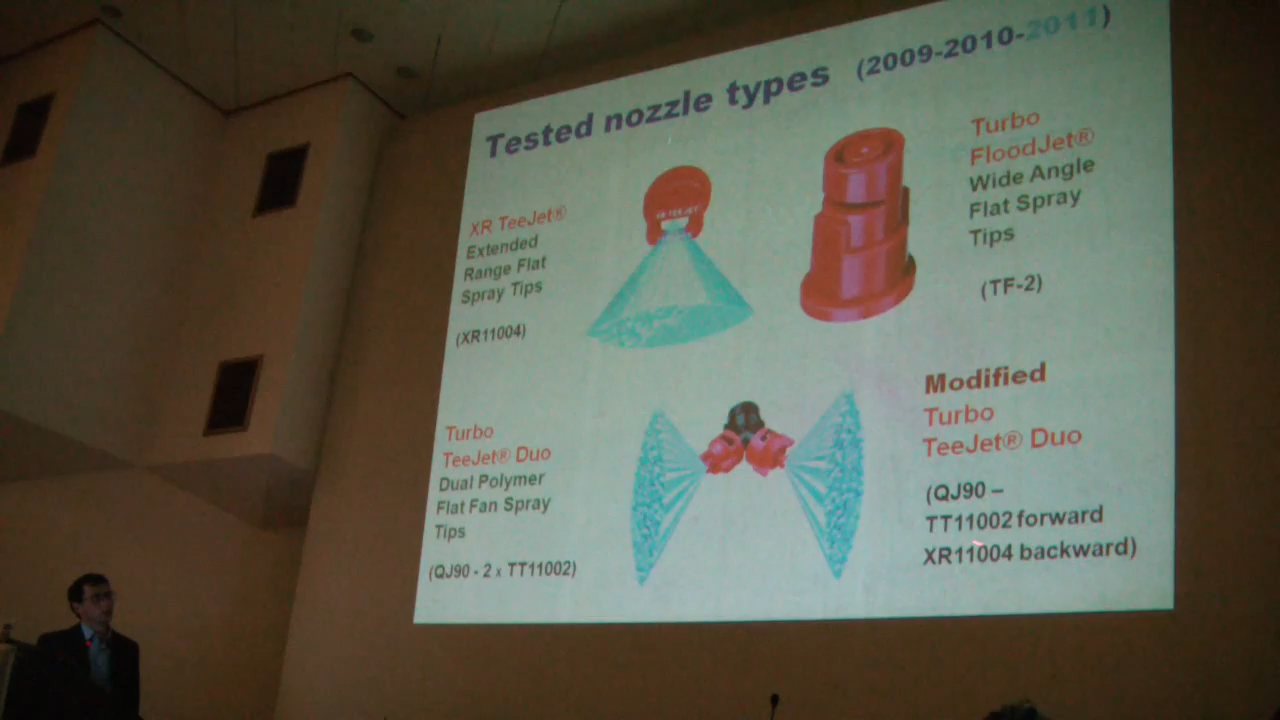 Tested nozzle types (2009-2010-2011)
XR TeeJet®
Extended
Range Flat
Spray Tips
(XR11004)
XR TEEJET
Turbo
FloodJet®
Wide Angle
Flat Spray
Tips
(TF-2)
Turbo
TeeJet® Duo
Dual Polymer
Flat Fan Spray
Tips
(QJ90 - 2 x TT11002)
Modified
Turbo
TeeJet® Duo
(QJ90 –
TT11002 forward
XR11004 backward)